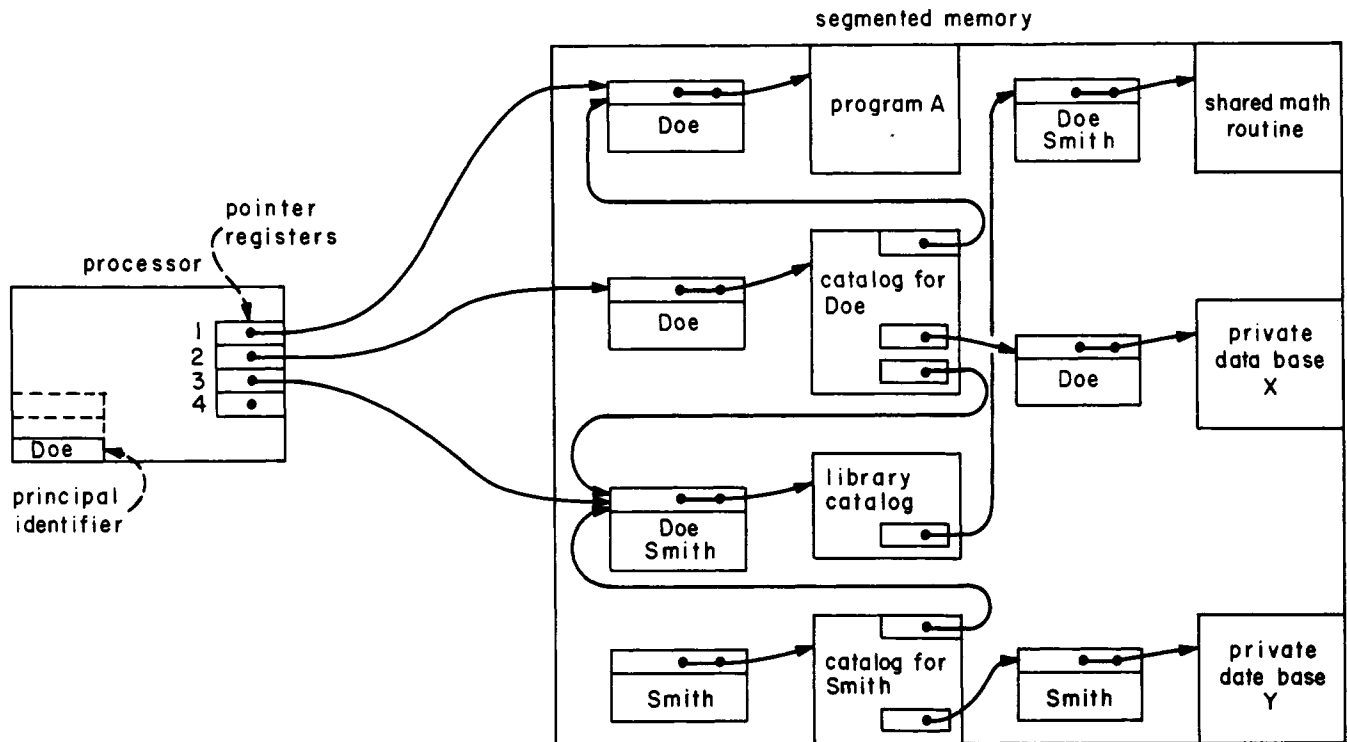 segmented memory
Doe
program A
Doe
Smith
shared math
routine
pointer
registers
processor
1
2
3
4
Doe
principal
identifier
Doe
catalog for
Doe
Doe
private
data base
X
Doe
Smith
library
catalog
Smith
catalog for
Smith
Smith
private
date base
Y